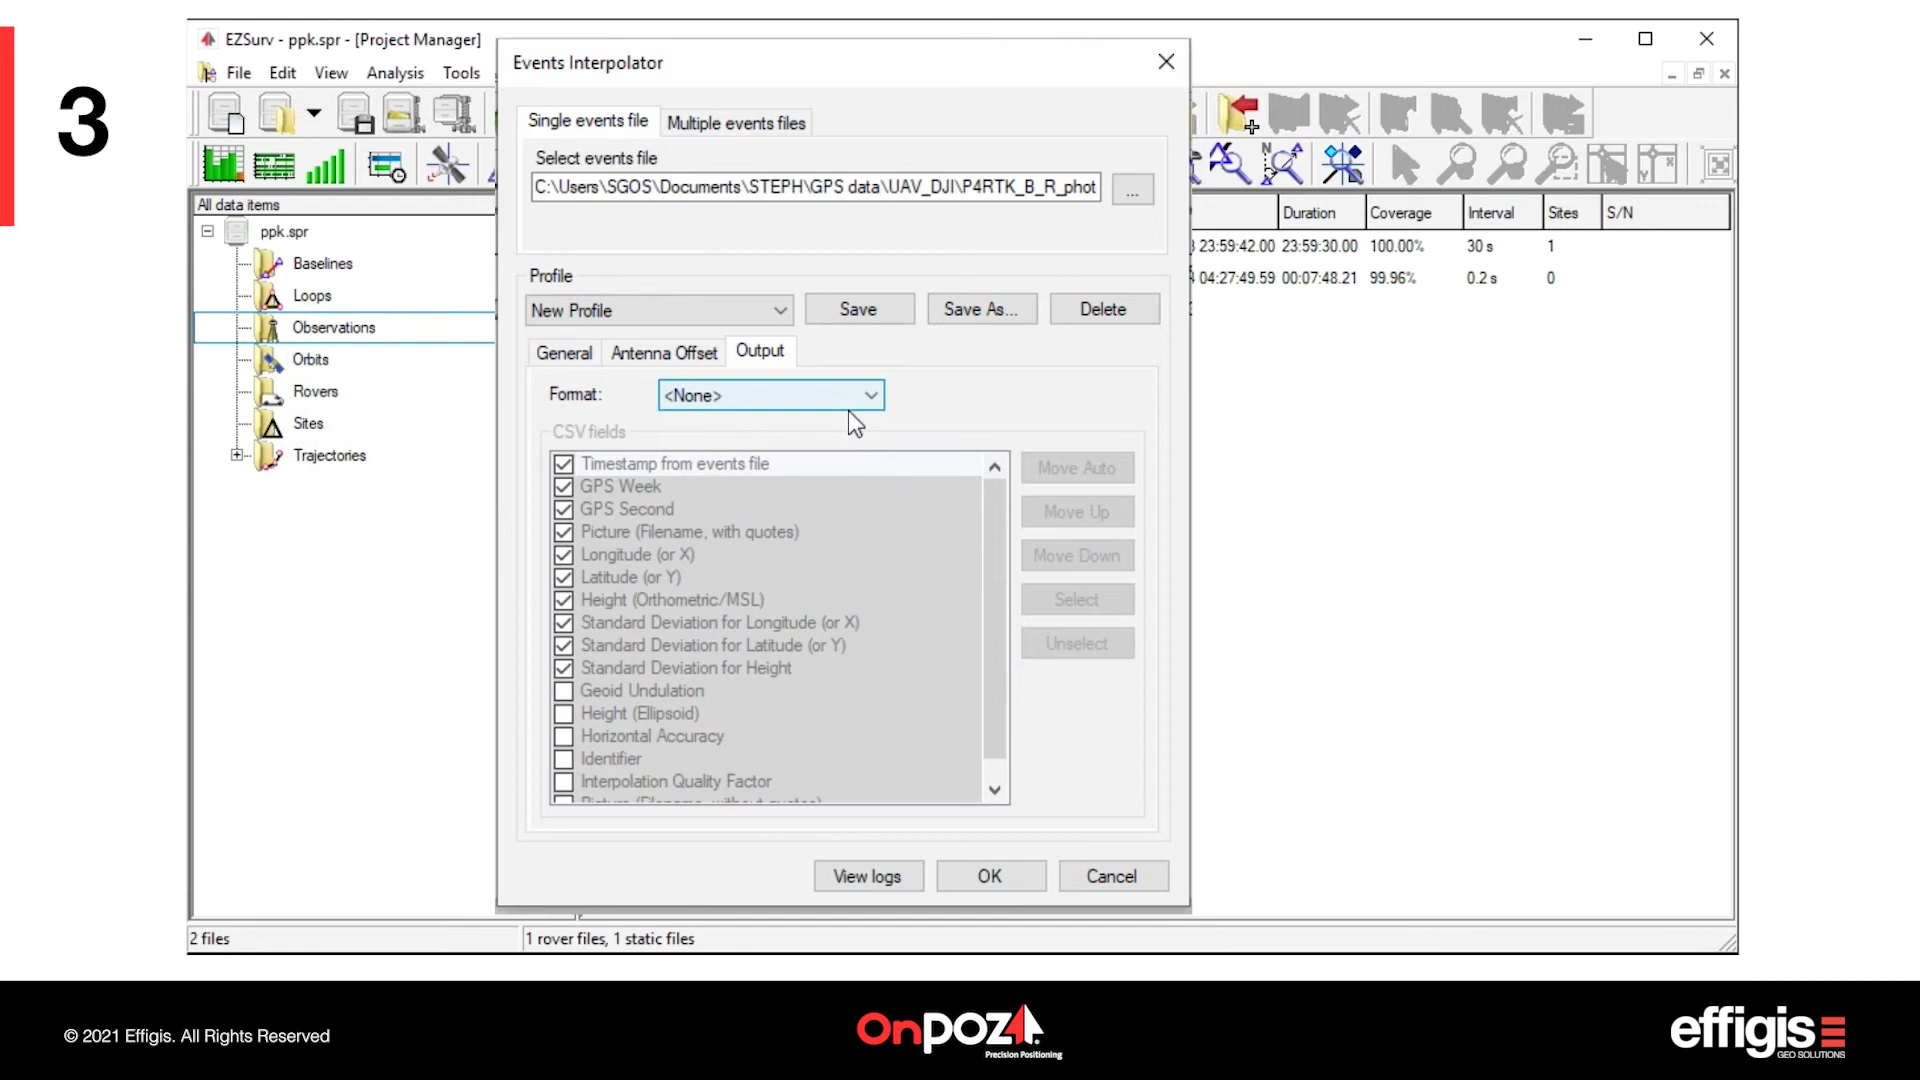 3
EZSurv - ppk.spr - [Project Manager]
File Edit View Analysis Tools
All data items
ppk.spr
Baselines
Loops
Observations
Orbits
Rovers
Sites
Trajectories
Events Interpolator
Single events file
Multiple events files
Select events file
C:\Users\SGOS\Documents\STEPH\GPS data\UAV_DJI\P4RTK_B_R_phot
...
Profile
New Profile
Save
Save As...
Delete
General
Antenna Offset
Output
Format:
<None>
CSV fields
Timestamp from events file
GPS Week
GPS Second
Picture (Filename, with quotes)
Longitude (or X)
Latitude (or Y)
Height (Orthometric/MSL)
Standard Deviation for Longitude (or X)
Standard Deviation for Latitude (or Y)
Standard Deviation for Height
Geoid Undulation
Height (Ellipsoid)
Horizontal Accuracy
Identifier
Interpolation Quality Factor
Picture (Filename, without quotes)
Move Auto
Move Up
Move Down
Select
Unselect
View logs
OK
Cancel
Duration Coverage Interval Sites S/N
23:59:42.00 23:59:30.00 100.00% 30 s 1
04:27:49.59 00:07:48.21 99.96% 0.2 s 0
2 files
1 rover files, 1 static files
© 2021 Effigis. All Rights Reserved
Onpoz
Precision Positioning
effigis
GEO SOLUTIONS